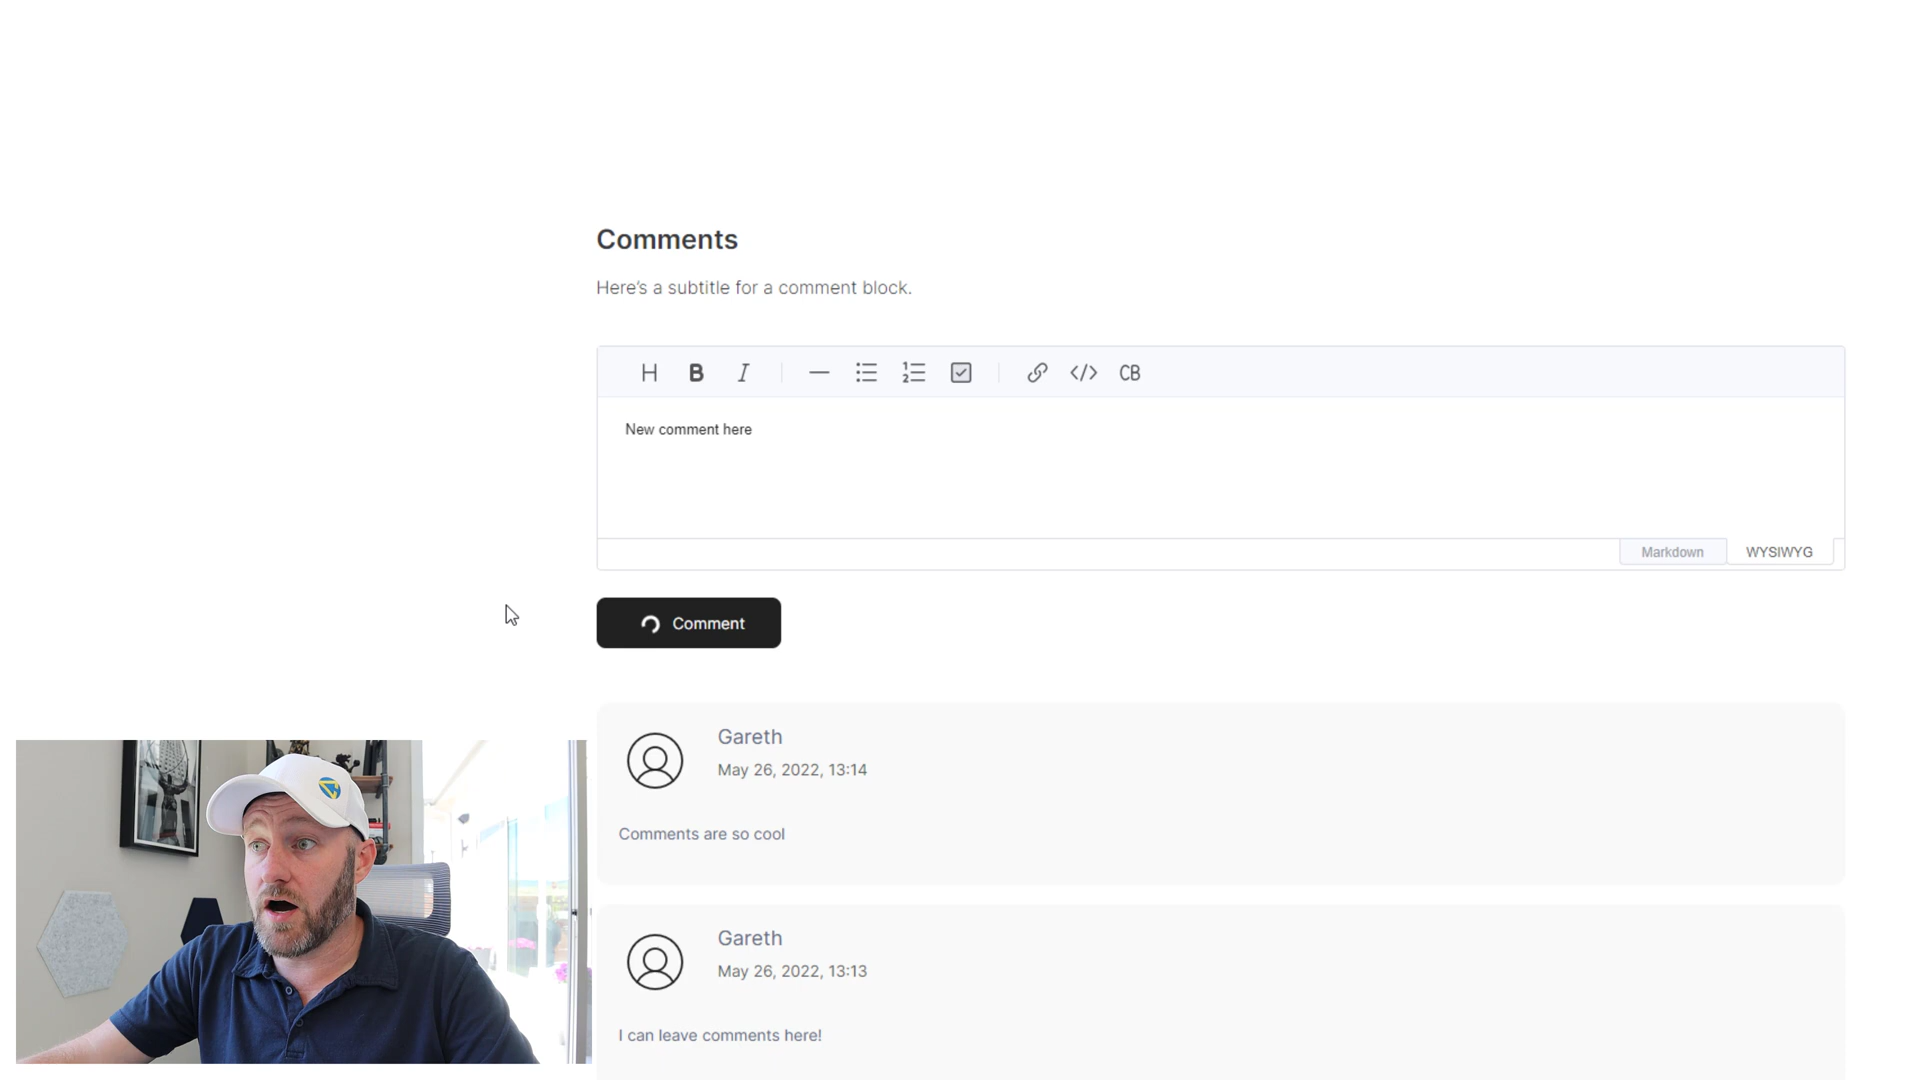 Comments
Here's a subtitle for a comment block.
H B I </> CB
New comment here
Markdown WYSIWYG
Comment
Gareth
May 26, 2022, 13:14
Comments are so cool
Gareth
May 26, 2022, 13:13
I can leave comments here!